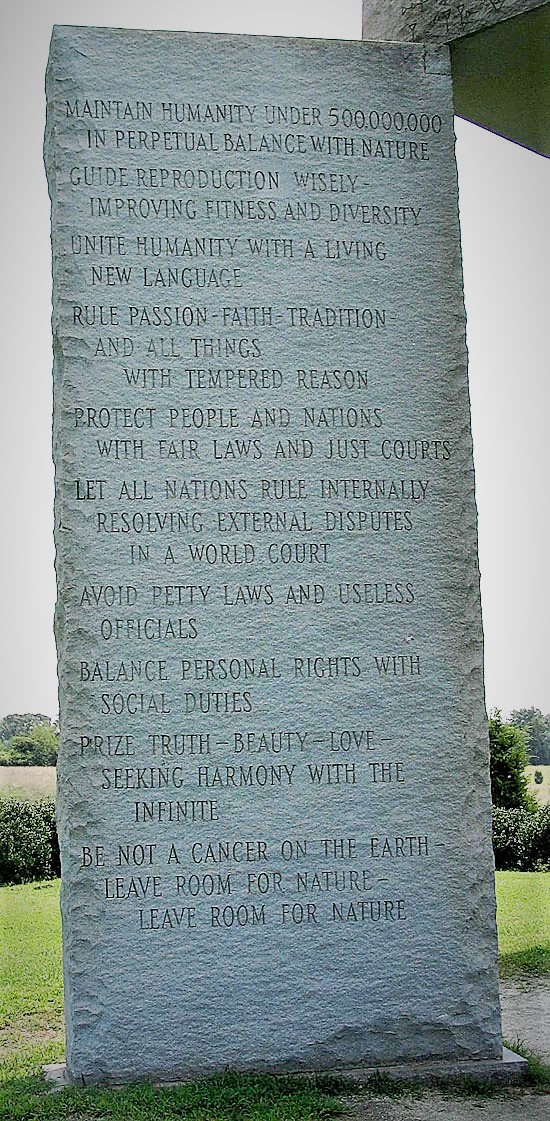 MAINTAIN HUMANITY UNDER 500,000,000
IN PERPETUAL BALANCE WITH NATURE
GUIDE REPRODUCTION WISELY -
IMPROVING FITNESS AND DIVERSITY
UNITE HUMANITY WITH A LIVING
NEW LANGUAGE
RULE PASSION - FAITH - TRADITION -
AND ALL THINGS
WITH TEMPERED REASON
PROTECT PEOPLE AND NATIONS
WITH FAIR LAWS AND JUST COURTS
LET ALL NATIONS RULE INTERNALLY
RESOLVING EXTERNAL DISPUTES
IN A WORLD COURT
AVOID PETTY LAWS AND USELESS
OFFICIALS
BALANCE PERSONAL RIGHTS WITH
SOCIAL DUTIES
PRIZE TRUTH - BEAUTY - LOVE -
SEEKING HARMONY WITH THE
INFINITE
BE NOT A CANCER ON THE EARTH -
LEAVE ROOM FOR NATURE -
LEAVE ROOM FOR NATURE